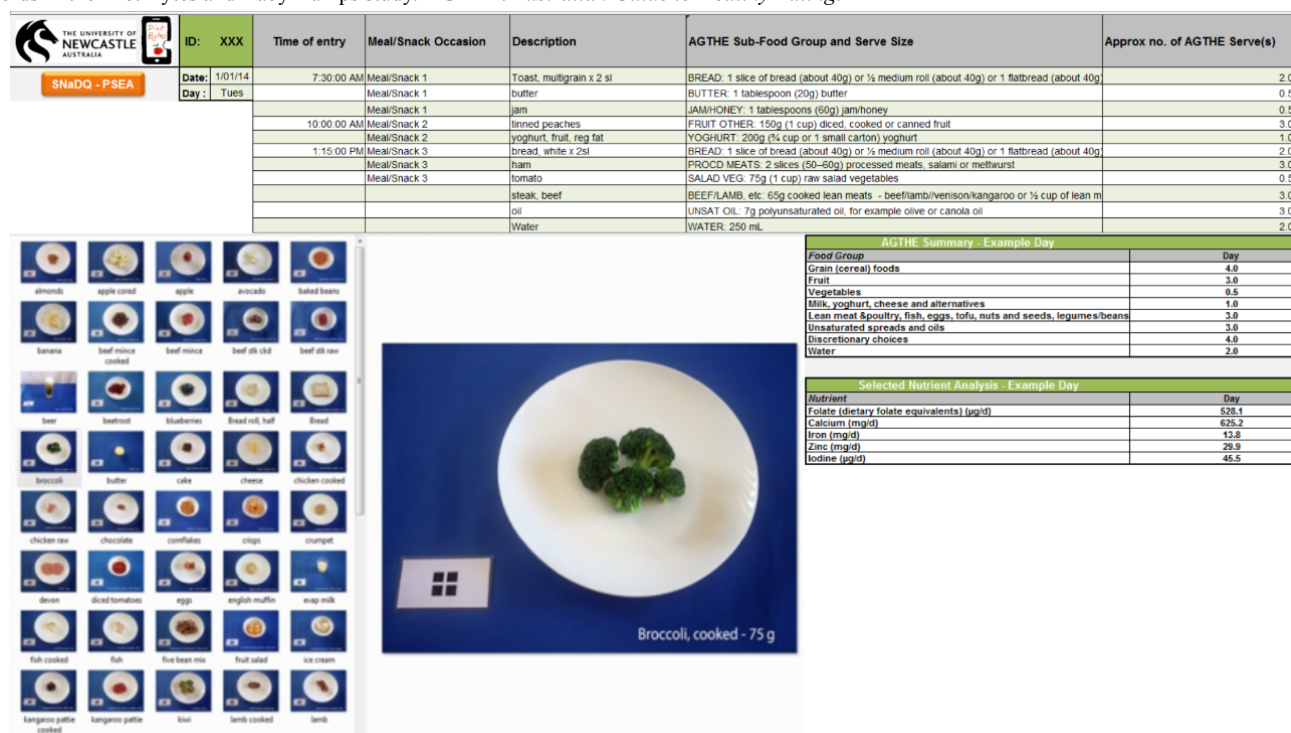 THE UNIVERSITY OF
NEWCASTLE
AUSTRALIA
SNaDQ - PSEA
ID: XXX
Date: 1/01/14
Day : Tues
Time of entry Meal/Snack Occasion Description AGTHE Sub-Food Group and Serve Size Approx no. of AGTHE Serve(s)
7:30:00 AM Meal/Snack 1 Toast, multigrain x 2 sl BREAD: 1 slice of bread (about 40g) or ½ medium roll (about 40g) or 1 flatbread (about 40g) 2.0
Meal/Snack 1 butter BUTTER: 1 tablespoon (20g) butter 0.5
Meal/Snack 1 jam JAM/HONEY: 1 tablespoons (60g) jam/honey 0.5
10:00:00 AM Meal/Snack 2 tinned peaches FRUIT OTHER: 150g (1 cup) diced, cooked or canned fruit 3.0
Meal/Snack 2 yoghurt, fruit, reg fat YOGHURT: 200g (¾ cup or 1 small carton) yoghurt 1.0
1:15:00 PM Meal/Snack 3 bread, white x 2sl BREAD: 1 slice of bread (about 40g) or ½ medium roll (about 40g) or 1 flatbread (about 40g) 2.0
Meal/Snack 3 ham PROCD MEATS: 2 slices (50–60g) processed meats, salami or mettwurst 3.0
Meal/Snack 3 tomato SALAD VEG: 75g (1 cup) raw salad vegetables 0.5
steak, beef BEEF/LAMB, etc: 65g cooked lean meats - beef/lamb//venison/kangaroo or ½ cup of lean m 3.0
oil UNSAT OIL: 7g polyunsaturated oil, for example olive or canola oil 3.0
Water WATER: 250 mL 2.0
almonds apple cored apple avocado baked beans
banana beef mince cooked beef mince beef stk ckd beef stk raw
beer beetroot blueberries Bread roll, half Bread
broccoli butter cake cheese chicken cooked
chicken raw chocolate cornflakes crisps crumpet
devon diced tomatoes eggs english muffin evap milk
fish cooked fish five bean mix fruit salad ice cream
kangaroo pattie cooked kangaroo pattie kiwi lamb cooked lamb
Broccoli, cooked - 75 g
AGTHE Summary - Example Day
Food Group Day
Grain (cereal) foods 4.0
Fruit 3.0
Vegetables 0.5
Milk, yoghurt, cheese and alternatives 1.0
Lean meat &poultry, fish, eggs, tofu, nuts and seeds, legumes/beans 3.0
Unsaturated spreads and oils 3.0
Discretionary choices 4.0
Water 2.0
Selected Nutrient Analysis - Example Day
Nutrient Day
Folate (dietary folate equivalents) (µg/d) 528.1
Calcium (mg/d) 625.2
Iron (mg/d) 13.8
Zinc (mg/d) 29.9
Iodine (µg/d) 45.5